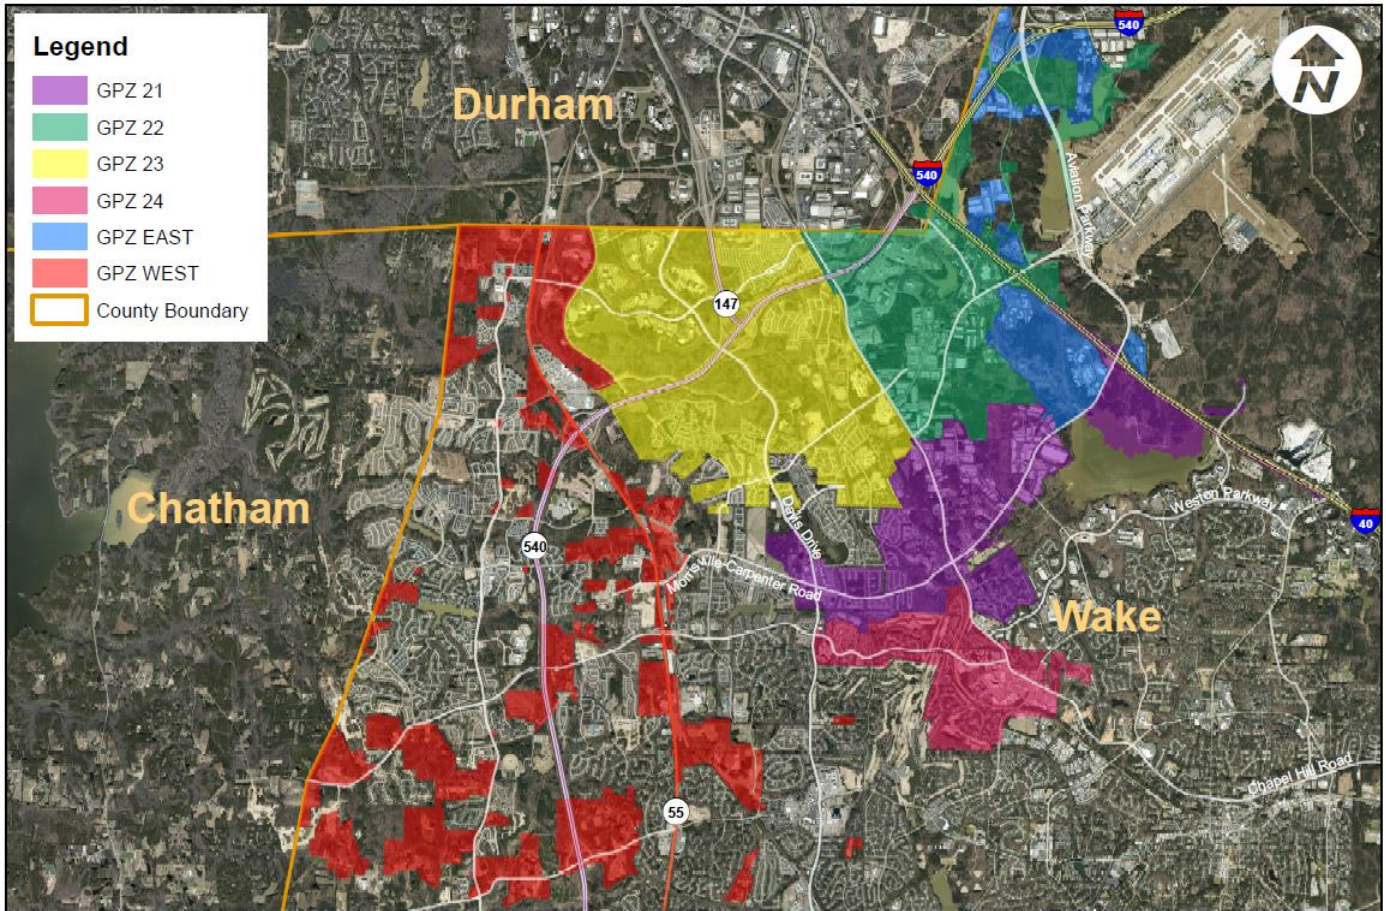 Legend
GPZ 21
GPZ 22
GPZ 23
GPZ 24
GPZ EAST
GPZ WEST
County Boundary
Durham
540
N
540
Aviation Parkway
147
Chatham
Weston Parkway
40
Davis Drive
540
Morrisville-Carpenter Road
Wake
Chapel Hill Road
55